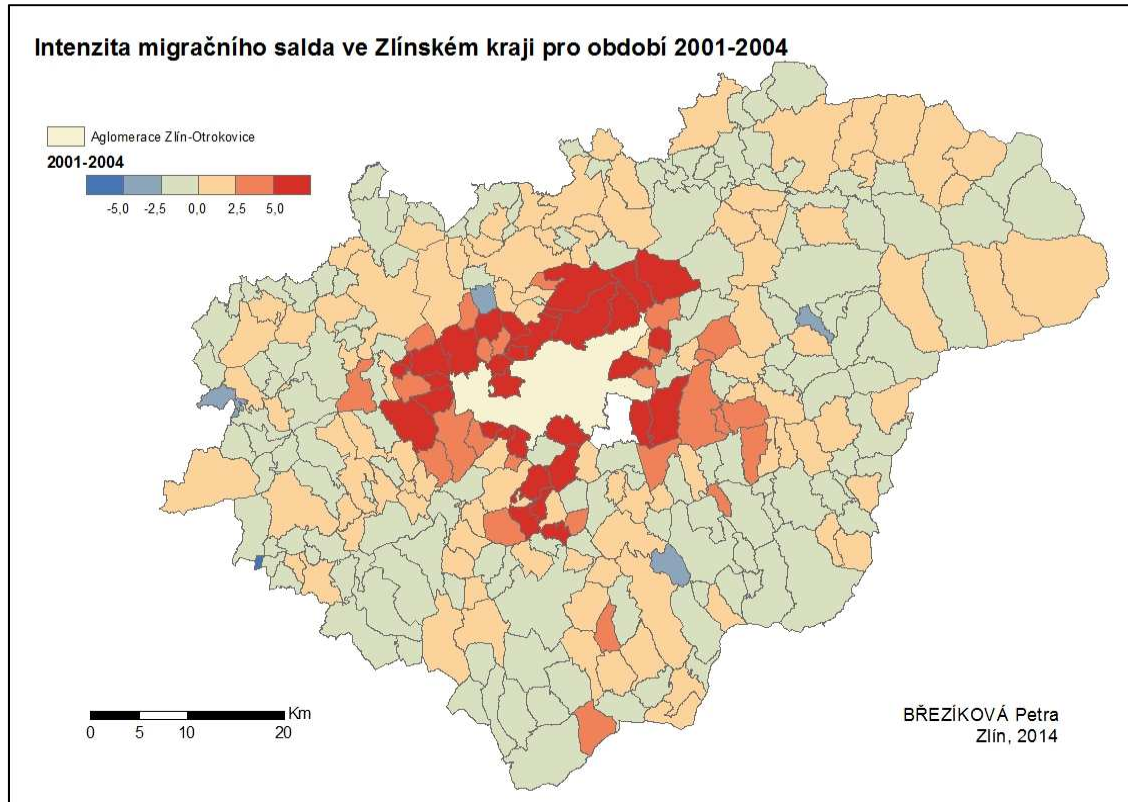 Intenzita migračního salda ve Zlínském kraji pro období 2001-2004
Aglomerace Zlín-Otrokovice
2001-2004
-5,0 -2,5 0,0 2,5 5,0
Km
0 5 10 20
BŘEZÍKOVÁ Petra
Zlín, 2014